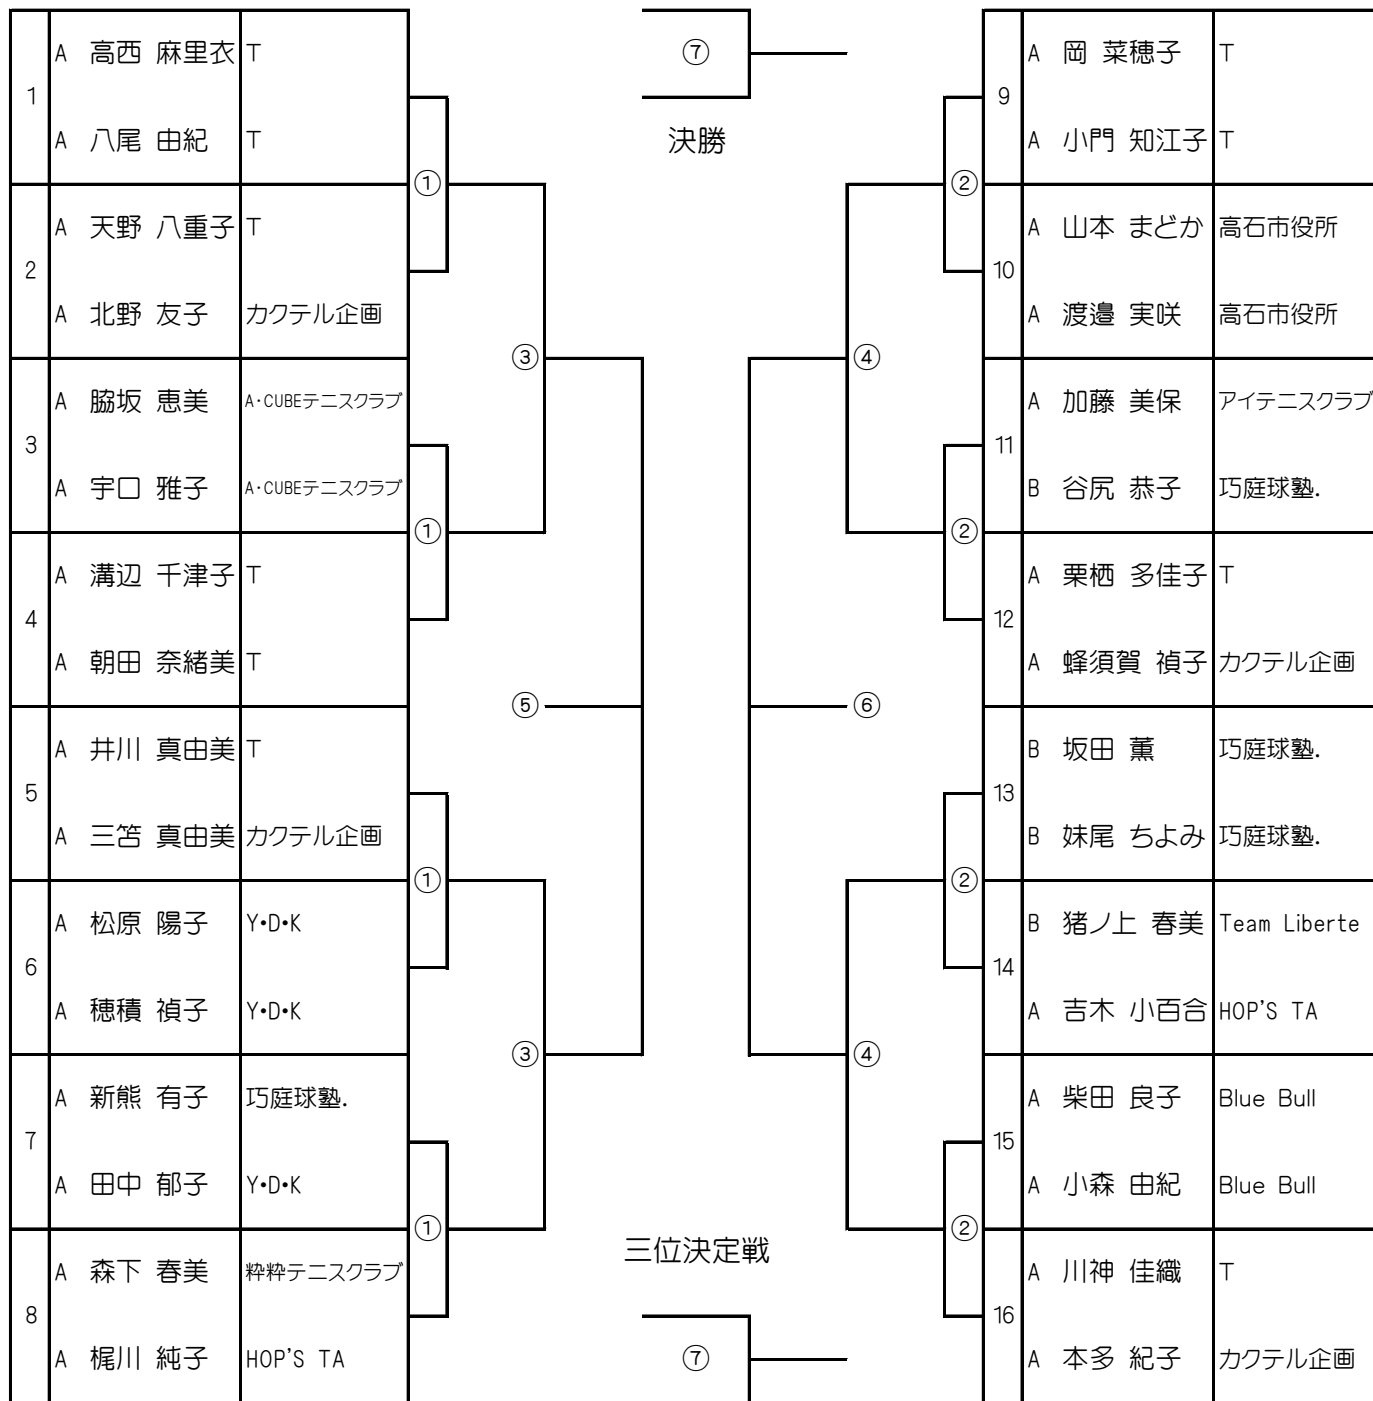 1
A 高西 麻里衣 T
A 八尾 由紀 T
2
A 天野 八重子 T
A 北野 友子 カクテル企画
3
A 脇坂 恵美 A・CUBEテニスクラブ
A 宇口 雅子 A・CUBEテニスクラブ
4
A 溝辺 千津子 T
A 朝田 奈緒美 T
5
A 井川 真由美 T
A 三笘 真由美 カクテル企画
6
A 松原 陽子 Y・D・K
A 穂積 禎子 Y・D・K
7
A 新熊 有子 巧庭球塾.
A 田中 郁子 Y・D・K
8
A 森下 春美 粋粋テニスクラブ
A 梶川 純子 HOP'S TA
①
①
①
①
③
③
⑤
⑦
決勝
三位決定戦
⑦
⑥
④
④
②
②
②
②
9
A 岡 菜穂子 T
A 小門 知江子 T
10
A 山本 まどか 高石市役所
A 渡邉 実咲 高石市役所
11
A 加藤 美保 アイテニスクラブ
B 谷尻 恭子 巧庭球塾.
12
A 栗栖 多佳子 T
A 蜂須賀 禎子 カクテル企画
13
B 坂田 薫 巧庭球塾.
B 妹尾 ちよみ 巧庭球塾.
14
B 猪ノ上 春美 Team Liberte
A 吉木 小百合 HOP'S TA
15
A 柴田 良子 Blue Bull
A 小森 由紀 Blue Bull
16
A 川神 佳織 T
A 本多 紀子 カクテル企画